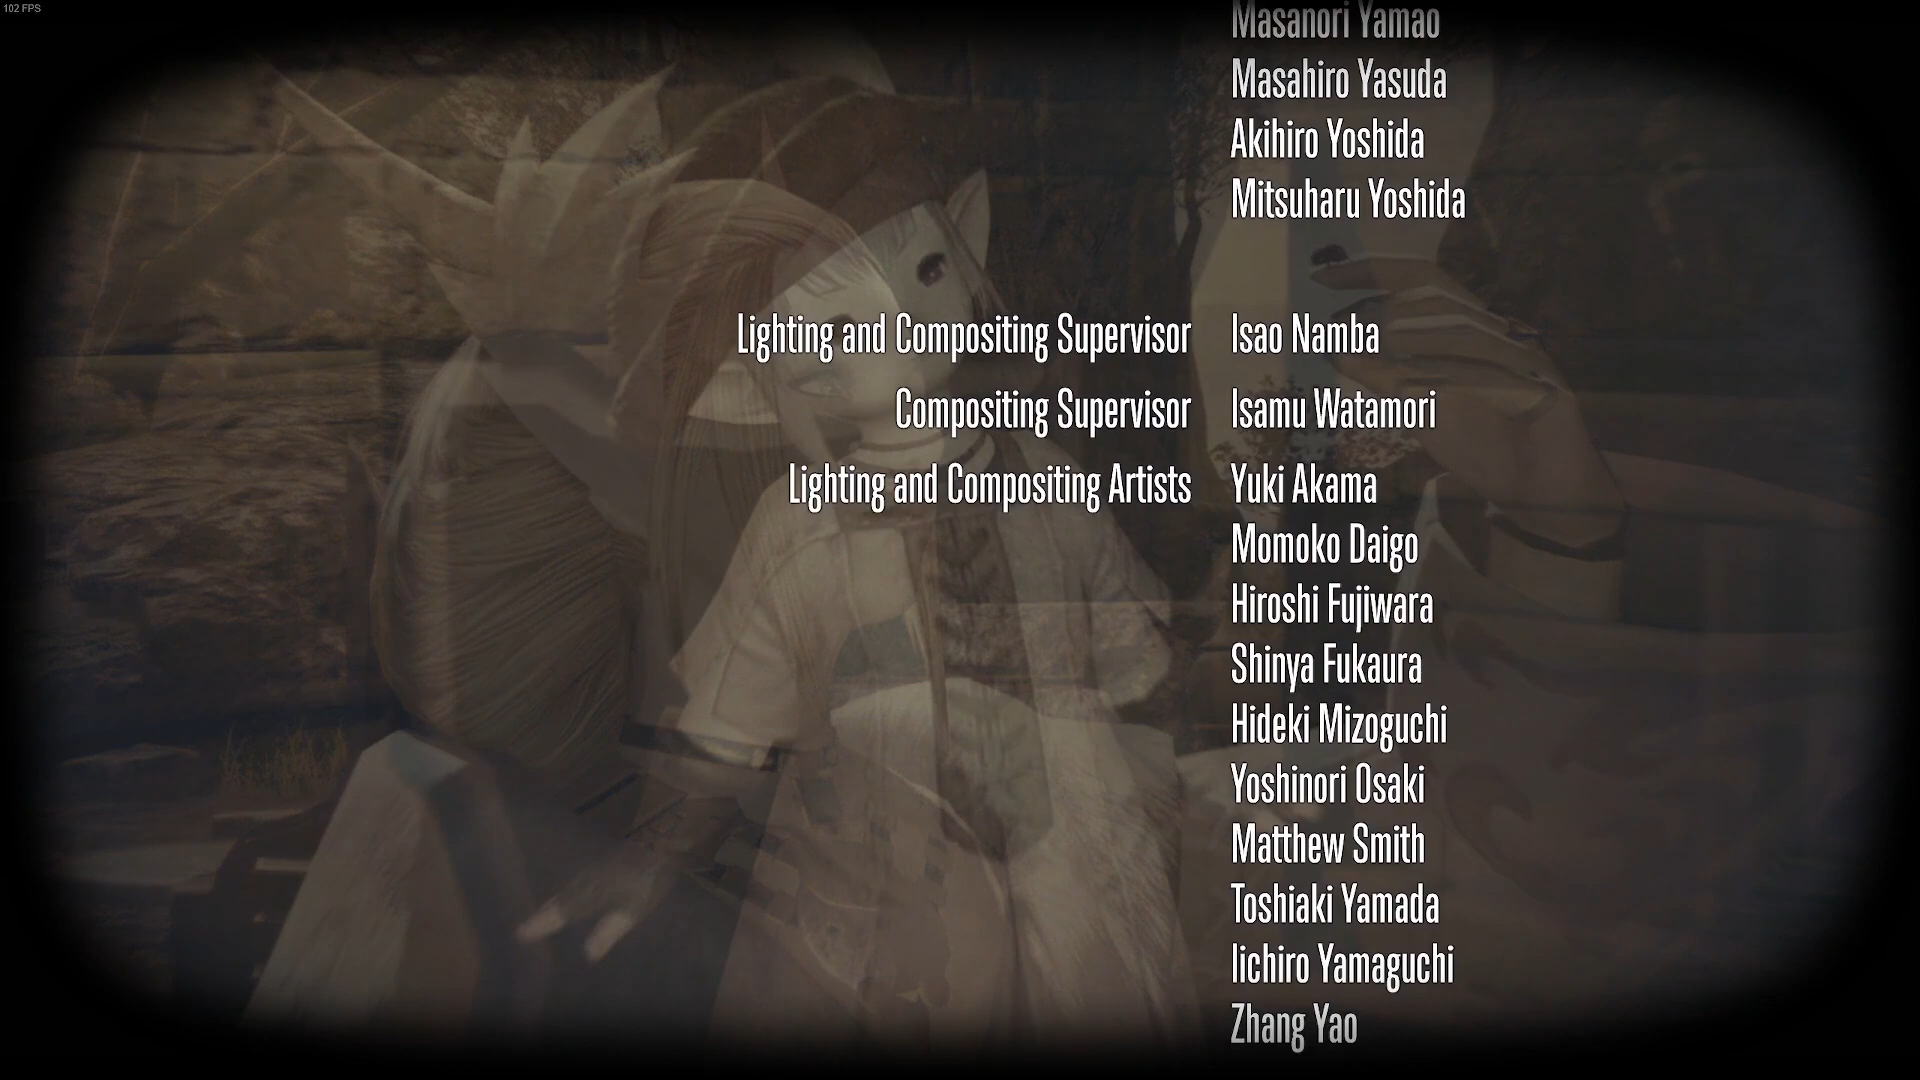 102 FPS
Masanori Yamao
Masahiro Yasuda
Akihiro Yoshida
Mitsuharu Yoshida
Lighting and Compositing Supervisor Isao Namba
Compositing Supervisor Isamu Watamori
Lighting and Compositing Artists Yuki Akama
Momoko Daigo
Hiroshi Fujiwara
Shinya Fukaura
Hideki Mizoguchi
Yoshinori Osaki
Matthew Smith
Toshiaki Yamada
Iichiro Yamaguchi
Zhang Yao